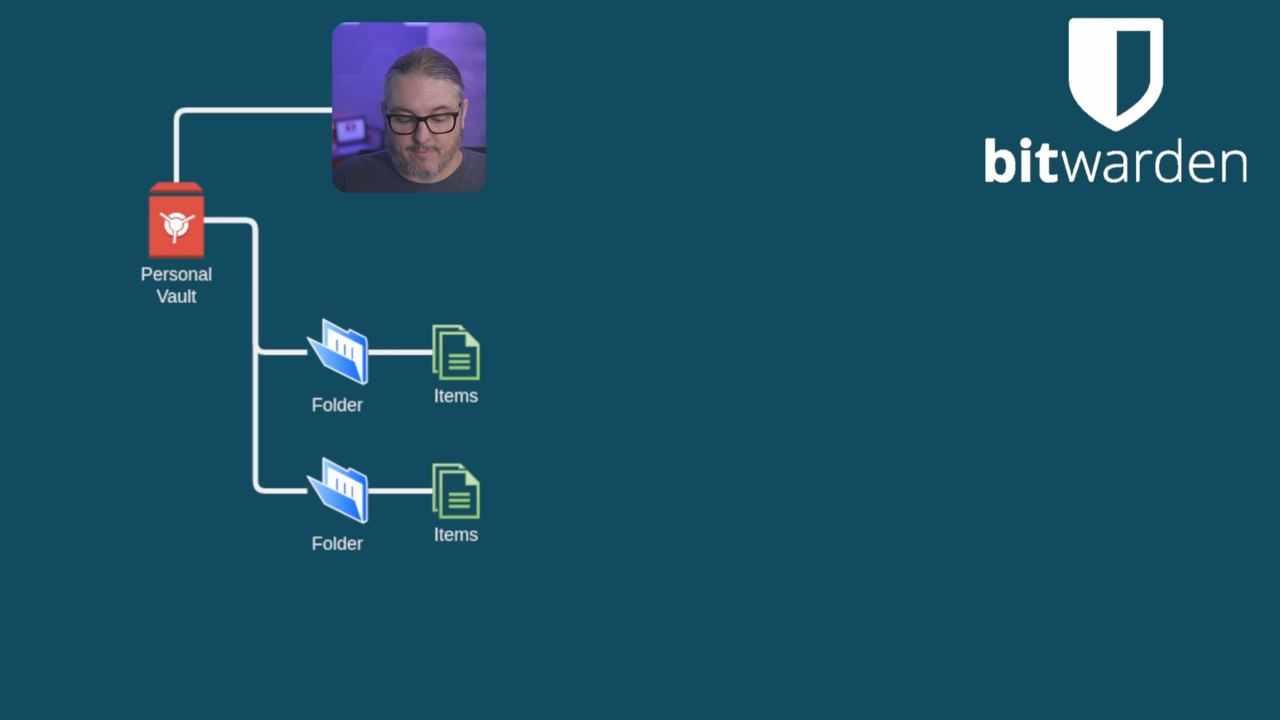 bitwarden
Personal
Vault
Items
Folder
Items
Folder